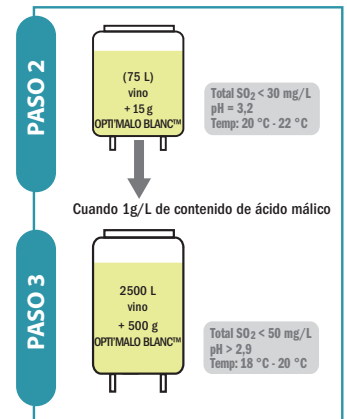 PASO 2
(75 L)
vino
+ 15 g
OPTI'MALO BLANC™
Total SO₂ < 30 mg/L
pH = 3,2
Temp: 20 °C - 22 °C
Cuando 1g/L de contenido de ácido málico
PASO 3
2500 L
vino
+ 500 g
OPTI'MALO BLANC™
Total SO₂ < 50 mg/L
pH > 2,9
Temp: 18 °C - 20 °C